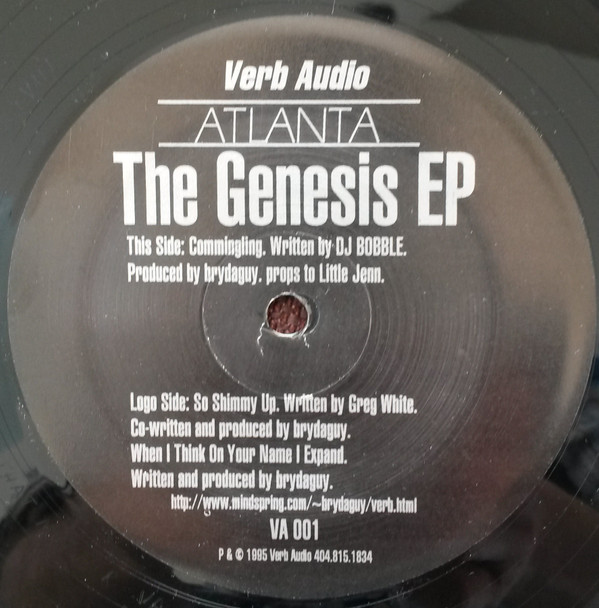 Verb Audio
ATLANTA
The Genesis EP
This Side: Commingling. Written by DJ BOBBLE.
Produced by brydaguy. props to Little Jenn.
Logo Side: So Shimmy Up. Written by Greg White.
Co-written and produced by brydaguy.
When I Think On Your Name I Expand.
Written and produced by brydaguy.
http://www.mindspring.com/~brydaguy/verb.html
VA 001
P & © 1995 Verb Audio 404.815.1834